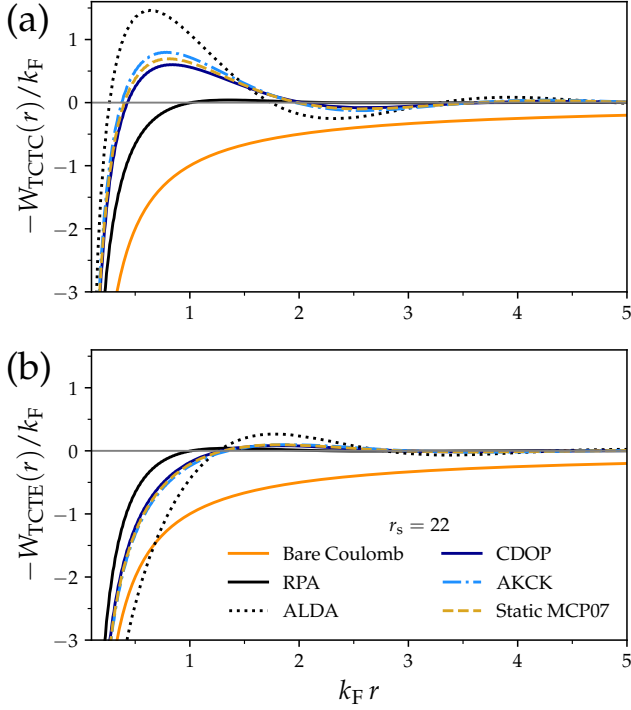 (a)
−W_TCTC(r)/k_F
1
0
−1
−2
−3
1 2 3 4 5
(b)
−W_TCTE(r)/k_F
1
0
−1
−2
−3
r_s = 22
Bare Coulomb CDOP
RPA AKCK
ALDA Static MCP07
1 2 3 4 5
k_F r